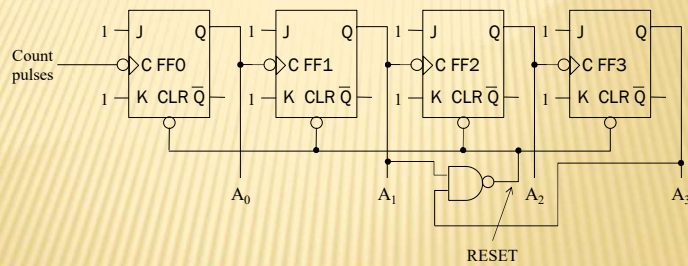 1 J Q 1 J Q 1 J Q 1 J Q
Count
pulses
C FF0 C FF1 C FF2 C FF3
1 K CLR Q̅ 1 K CLR Q̅ 1 K CLR Q̅ 1 K CLR Q̅
A₀ A₁ A₂ A₃
RESET